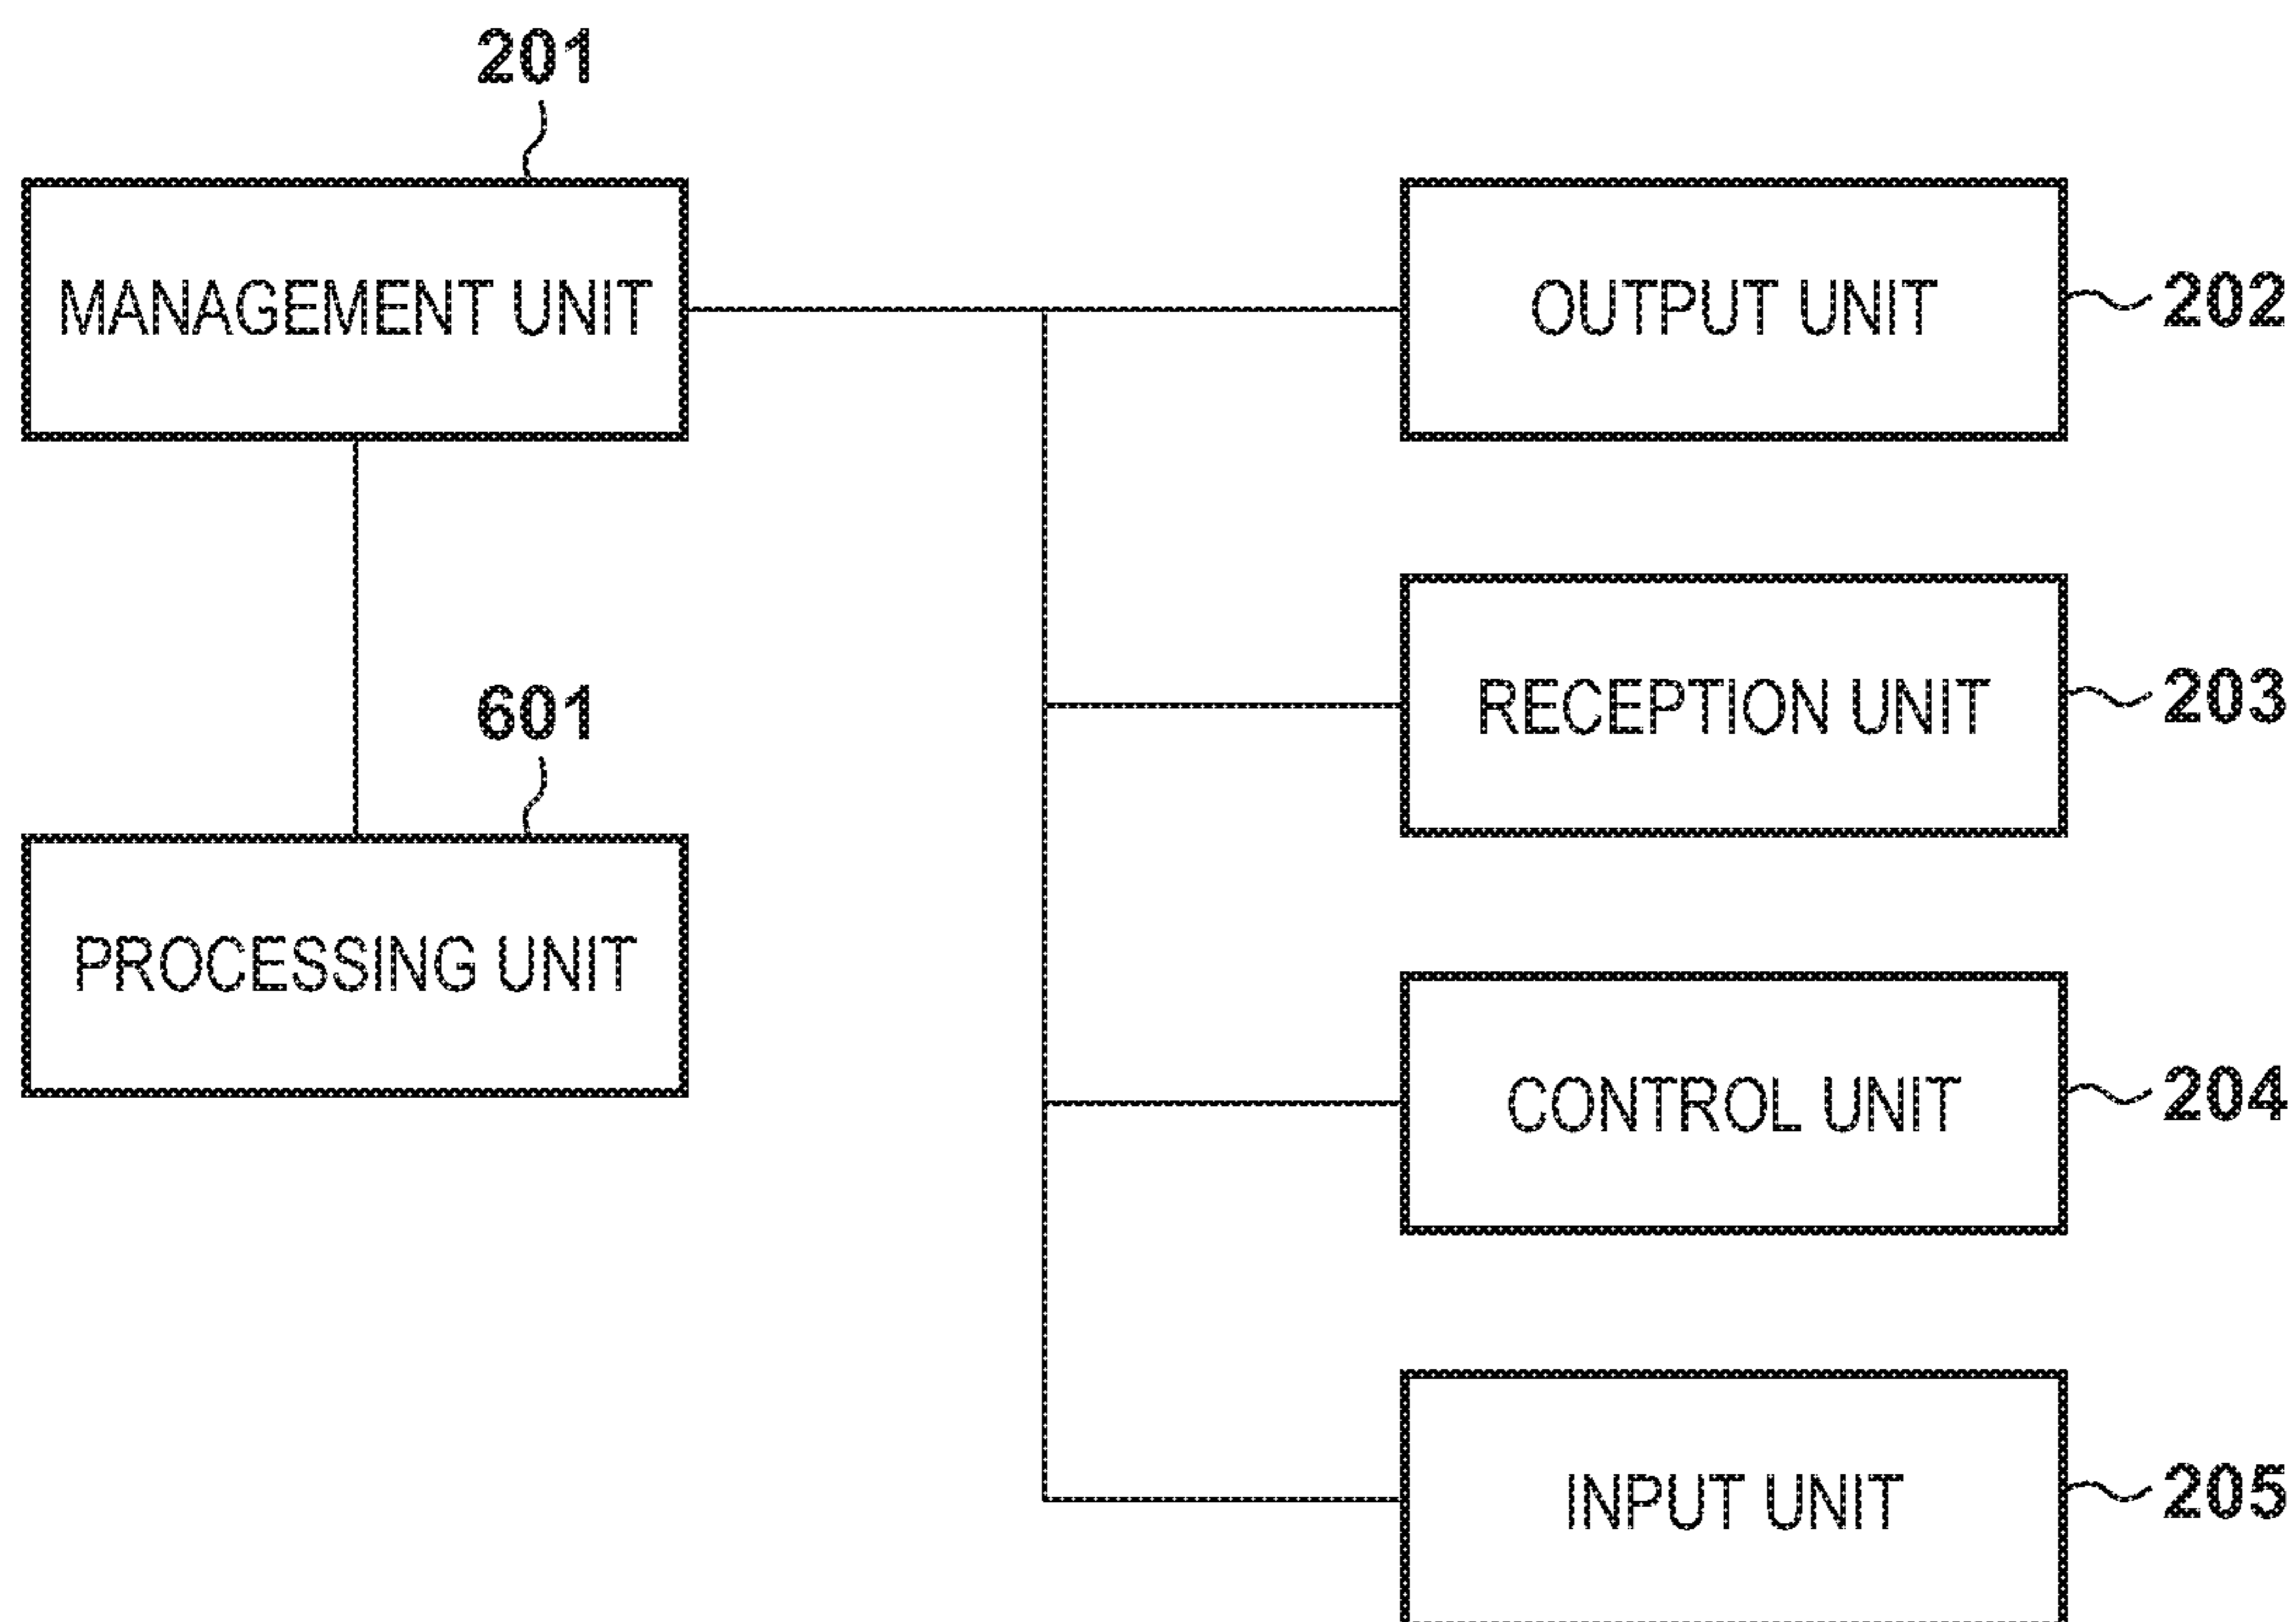 201
MANAGEMENT UNIT
OUTPUT UNIT
202
RECEPTION UNIT
203
601
PROCESSING UNIT
CONTROL UNIT
204
INPUT UNIT
205